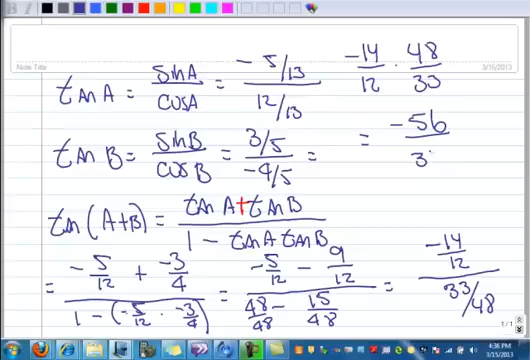 Note Title
3/15/2013
tan A = sin A / cos A = (-5/13) / (12/13)
-14/12 · 48/33
tan B = sin B / cos B = (3/5) / (-4/5) =
= -56 / 3
tan (A+B) = (tan A + tan B) / (1 - tan A tan B)
= (-5/12 + -3/4) / (1 - (-5/12 · -3/4)) = (-5/12 - 9/12) / (48/48 - 15/48) = (-14/12) / (33/48)
1/1
4:36 PM
3/15/2013